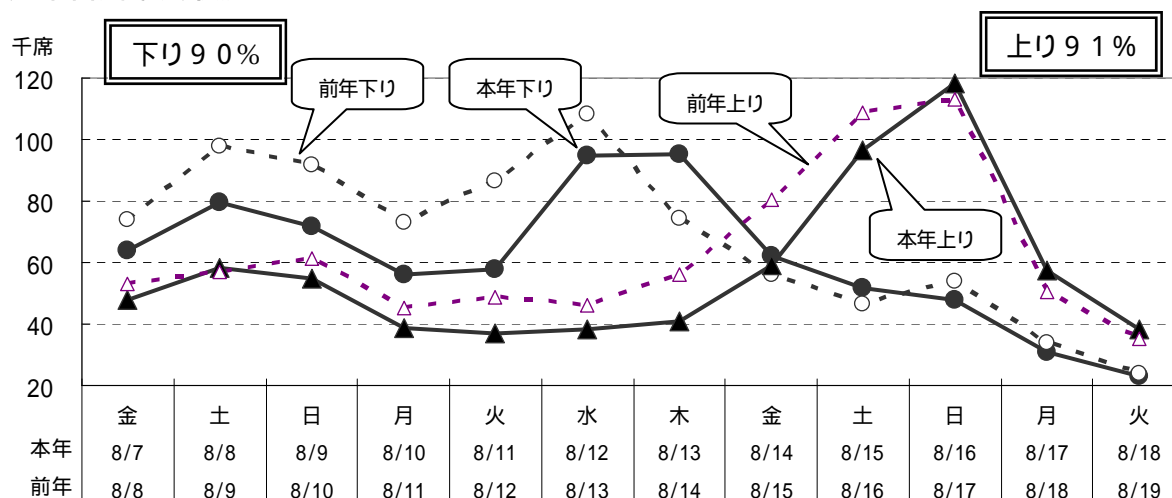 下り90%
上り91%
千席
前年下り
本年下り
前年上り
本年上り
120
100
80
60
40
20
金 土 日 月 火 水 木 金 土 日 月 火
本年 8/7 8/8 8/9 8/10 8/11 8/12 8/13 8/14 8/15 8/16 8/17 8/18
前年 8/8 8/9 8/10 8/11 8/12 8/13 8/14 8/15 8/16 8/17 8/18 8/19